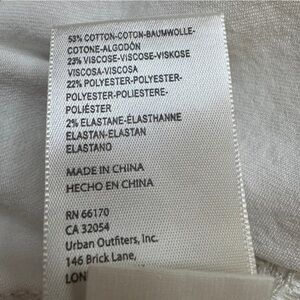 53% COTTON-COTON-BAUMWOLLE-
COTONE-ALGODÓN
23% VISCOSE-VISCOSE-VISKOSE
VISCOSA-VISCOSA
22% POLYESTER-POLYESTER-
POLYESTER-POLIESTERE-
POLIÉSTER
2% ELASTANE-ÉLASTHANNE
ELASTAN-ELASTAN
ELASTANO
MADE IN CHINA
HECHO EN CHINA
RN 66170
CA 32054
Urban Outfitters, Inc.
146 Brick Lane,
LON